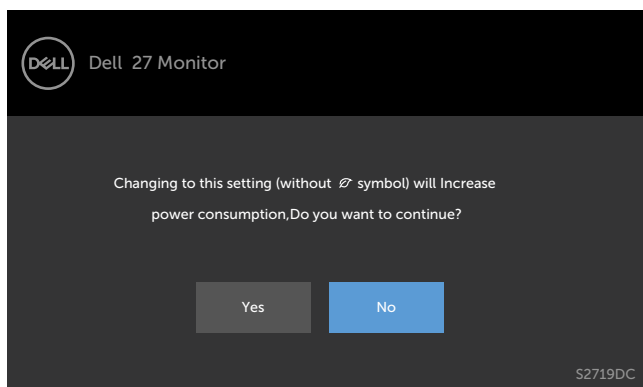 DELL
Dell 27 Monitor
Changing to this setting (without symbol) will Increase
power consumption,Do you want to continue?
Yes
No
S2719DC